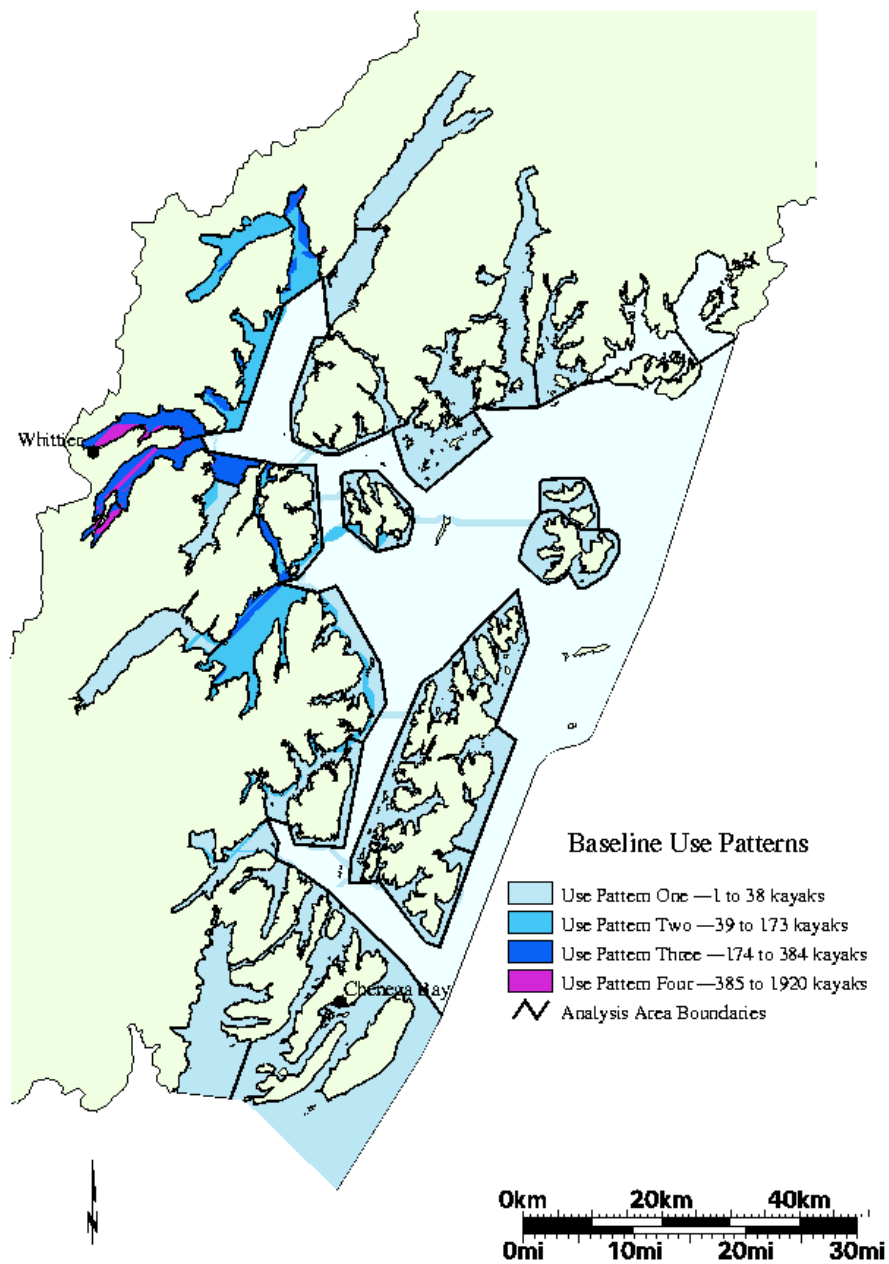 Whittier
Baseline Use Patterns
Use Pattern One —1 to 38 kayaks
Use Pattern Two —39 to 173 kayaks
Use Pattern Three —174 to 384 kayaks
Use Pattern Four —385 to 1920 kayaks
Analysis Area Boundaries
Chenega Bay
N
0km 20km 40km
0mi 10mi 20mi 30mi